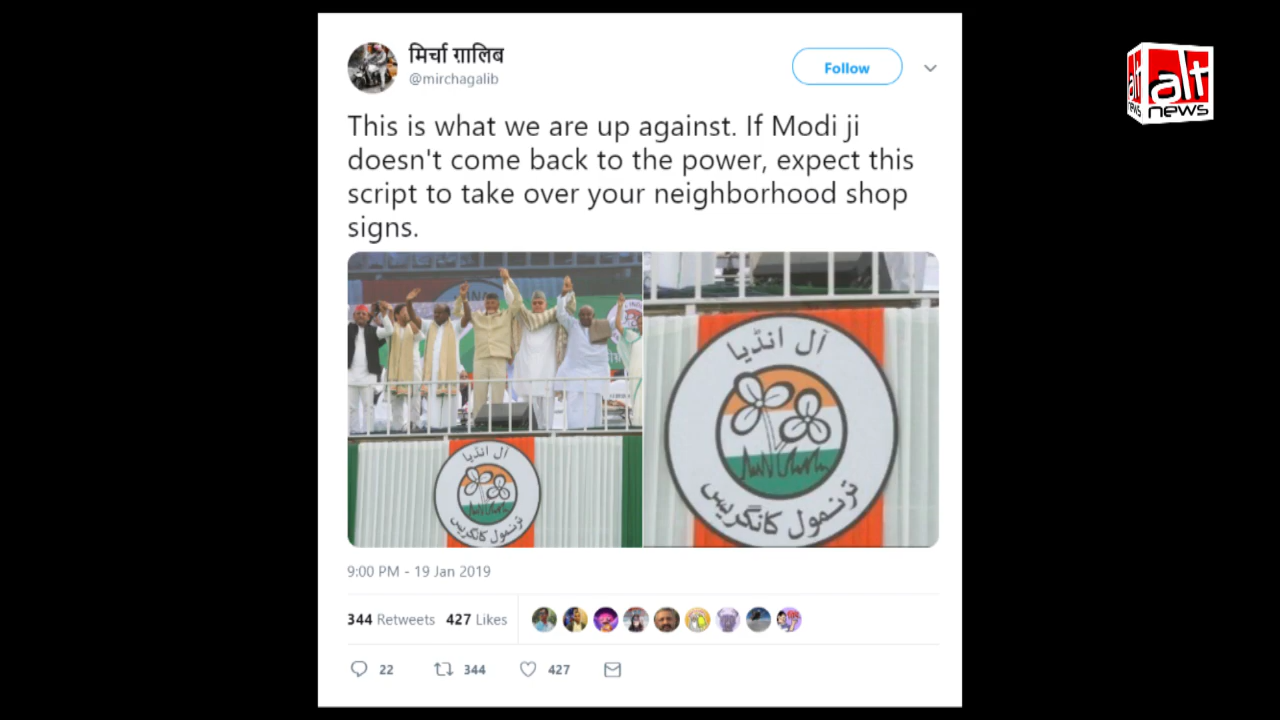 मिर्चा ग़ालिब
@mirchagalib
Follow
alt
news
This is what we are up against. If Modi ji
doesn't come back to the power, expect this
script to take over your neighborhood shop
signs.
آل انڈیا
ترنمول کانگریس
آل انڈیا
ترنمول کانگریس
9:00 PM - 19 Jan 2019
344 Retweets 427 Likes
22 344 427